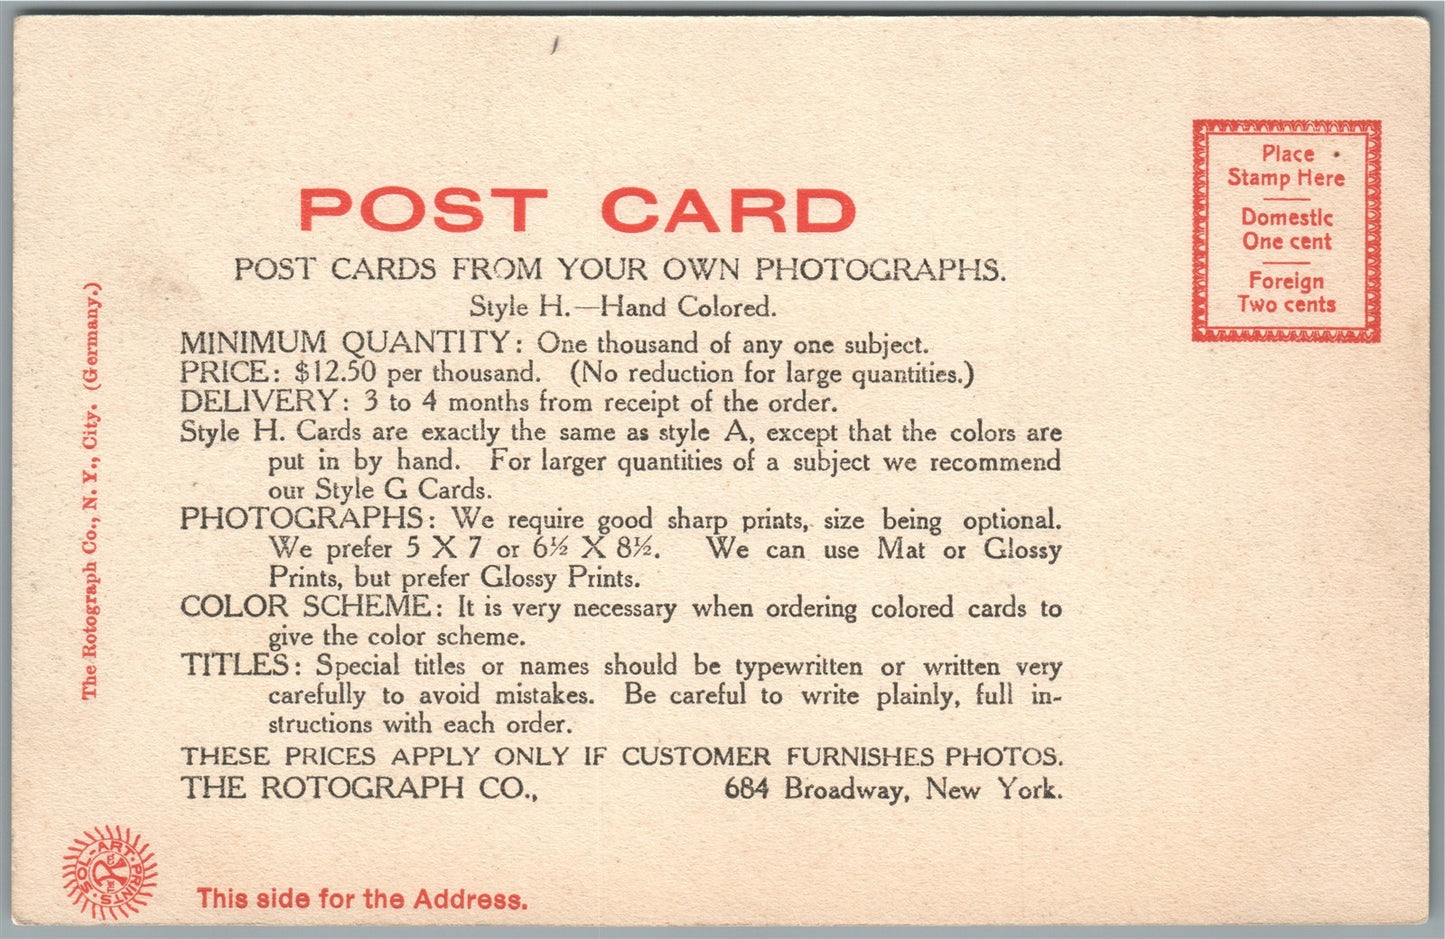 Place
Stamp Here
Domestic
One cent
Foreign
Two cents
POST CARD
POST CARDS FROM YOUR OWN PHOTOGRAPHS.
Style H.—Hand Colored.
MINIMUM QUANTITY: One thousand of any one subject.
PRICE: $12.50 per thousand. (No reduction for large quantities.)
DELIVERY: 3 to 4 months from receipt of the order.
Style H. Cards are exactly the same as style A, except that the colors are
put in by hand. For larger quantities of a subject we recommend
our Style G Cards.
PHOTOGRAPHS: We require good sharp prints, size being optional.
We prefer 5 X 7 or 6½ X 8½. We can use Mat or Glossy
Prints, but prefer Glossy Prints.
COLOR SCHEME: It is very necessary when ordering colored cards to
give the color scheme.
TITLES: Special titles or names should be typewritten or written very
carefully to avoid mistakes. Be careful to write plainly, full in-
structions with each order.
THESE PRICES APPLY ONLY IF CUSTOMER FURNISHES PHOTOS.
THE ROTOGRAPH CO., 684 Broadway, New York.
The Rotograph Co., N. Y., City. (Germany.)
SOL-ART-PRINTS
This side for the Address.